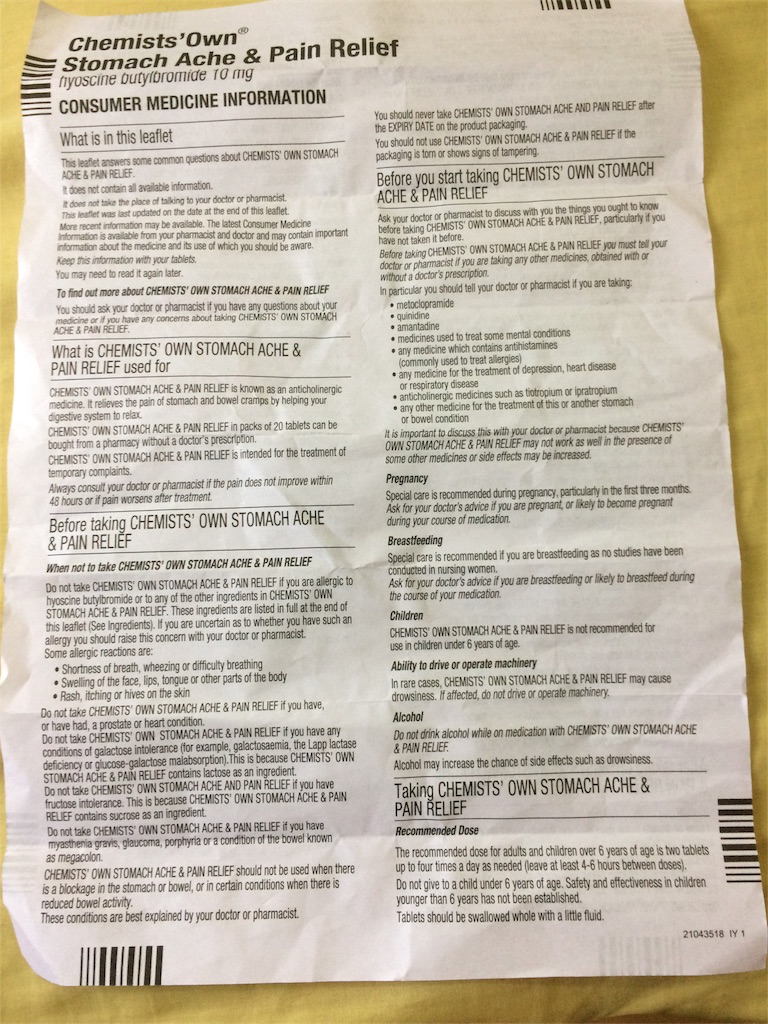 Chemists'Own®
Stomach Ache & Pain Relief
hyoscine butylbromide 10 mg
CONSUMER MEDICINE INFORMATION
What is in this leaflet
This leaflet answers some common questions about CHEMISTS' OWN STOMACH
ACHE & PAIN RELIEF.
It does not contain all available information.
It does not take the place of talking to your doctor or pharmacist.
This leaflet was last updated on the date at the end of this leaflet.
More recent information may be available. The latest Consumer Medicine
Information is available from your pharmacist and doctor and may contain important
information about the medicine and its use of which you should be aware.
Keep this information with your tablets.
You may need to read it again later.
To find out more about CHEMISTS' OWN STOMACH ACHE & PAIN RELIEF
You should ask your doctor or pharmacist if you have any questions about your
medicine or if you have any concerns about taking CHEMISTS' OWN STOMACH
ACHE & PAIN RELIEF.
What is CHEMISTS' OWN STOMACH ACHE &
PAIN RELIEF used for
CHEMISTS' OWN STOMACH ACHE & PAIN RELIEF is known as an anticholinergic
medicine. It relieves the pain of stomach and bowel cramps by helping your
digestive system to relax.
CHEMISTS' OWN STOMACH ACHE & PAIN RELIEF in packs of 20 tablets can be
bought from a pharmacy without a doctor's prescription.
CHEMISTS' OWN STOMACH ACHE & PAIN RELIEF is intended for the treatment of
temporary complaints.
Always consult your doctor or pharmacist if the pain does not improve within
48 hours or if pain worsens after treatment.
Before taking CHEMISTS' OWN STOMACH ACHE
& PAIN RELIEF
When not to take CHEMISTS' OWN STOMACH ACHE & PAIN RELIEF
Do not take CHEMISTS' OWN STOMACH ACHE & PAIN RELIEF if you are allergic to
hyoscine butylbromide or to any of the other ingredients in CHEMISTS' OWN
STOMACH ACHE & PAIN RELIEF. These ingredients are listed in full at the end of
this leaflet (See Ingredients). If you are uncertain as to whether you have such an
allergy you should raise this concern with your doctor or pharmacist.
Some allergic reactions are:
• Shortness of breath, wheezing or difficulty breathing
• Swelling of the face, lips, tongue or other parts of the body
• Rash, itching or hives on the skin
Do not take CHEMISTS' OWN STOMACH ACHE & PAIN RELIEF if you have,
or have had, a prostate or heart condition.
Do not take CHEMISTS' OWN STOMACH ACHE & PAIN RELIEF if you have any
conditions of galactose intolerance (for example, galactosaemia, the Lapp lactase
deficiency or glucose-galactose malabsorption).This is because CHEMISTS' OWN
STOMACH ACHE & PAIN RELIEF contains lactose as an ingredient.
Do not take CHEMISTS' OWN STOMACH ACHE AND PAIN RELIEF if you have
fructose intolerance. This is because CHEMISTS' OWN STOMACH ACHE & PAIN
RELIEF contains sucrose as an ingredient.
Do not take CHEMISTS' OWN STOMACH ACHE & PAIN RELIEF if you have
myasthenia gravis, glaucoma, porphyria or a condition of the bowel known
as megacolon.
CHEMISTS' OWN STOMACH ACHE & PAIN RELIEF should not be used when there
is a blockage in the stomach or bowel, or in certain conditions when there is
reduced bowel activity.
These conditions are best explained by your doctor or pharmacist.
You should never take CHEMISTS' OWN STOMACH ACHE AND PAIN RELIEF after
the EXPIRY DATE on the product packaging.
You should not use CHEMISTS' OWN STOMACH ACHE & PAIN RELIEF if the
packaging is torn or shows signs of tampering.
Before you start taking CHEMISTS' OWN STOMACH
ACHE & PAIN RELIEF
Ask your doctor or pharmacist to discuss with you the things you ought to know
before taking CHEMISTS' OWN STOMACH ACHE & PAIN RELIEF, particularly if you
have not taken it before.
Before taking CHEMISTS' OWN STOMACH ACHE & PAIN RELIEF you must tell your
doctor or pharmacist if you are taking any other medicines, obtained with or
without a doctor's prescription.
In particular you should tell your doctor or pharmacist if you are taking:
• metoclopramide
• quinidine
• amantadine
• medicines used to treat some mental conditions
• any medicine which contains antihistamines
(commonly used to treat allergies)
• any medicine for the treatment of depression, heart disease
or respiratory disease
• anticholinergic medicines such as tiotropium or ipratropium
• any other medicine for the treatment of this or another stomach
or bowel condition
It is important to discuss this with your doctor or pharmacist because CHEMISTS'
OWN STOMACH ACHE & PAIN RELIEF may not work as well in the presence of
some other medicines or side effects may be increased.
Pregnancy
Special care is recommended during pregnancy, particularly in the first three months.
Ask for your doctor's advice if you are pregnant, or likely to become pregnant
during your course of medication.
Breastfeeding
Special care is recommended if you are breastfeeding as no studies have been
conducted in nursing women.
Ask for your doctor's advice if you are breastfeeding or likely to breastfeed during
the course of your medication.
Children
CHEMISTS' OWN STOMACH ACHE & PAIN RELIEF is not recommended for
use in children under 6 years of age.
Ability to drive or operate machinery
In rare cases, CHEMISTS' OWN STOMACH ACHE & PAIN RELIEF may cause
drowsiness. If affected, do not drive or operate machinery.
Alcohol
Do not drink alcohol while on medication with CHEMISTS' OWN STOMACH ACHE
& PAIN RELIEF.
Alcohol may increase the chance of side effects such as drowsiness.
Taking CHEMISTS' OWN STOMACH ACHE &
PAIN RELIEF
Recommended Dose
The recommended dose for adults and children over 6 years of age is two tablets
up to four times a day as needed (leave at least 4-6 hours between doses).
Do not give to a child under 6 years of age. Safety and effectiveness in children
younger than 6 years has not been established.
Tablets should be swallowed whole with a little fluid.
21043518 IY 1